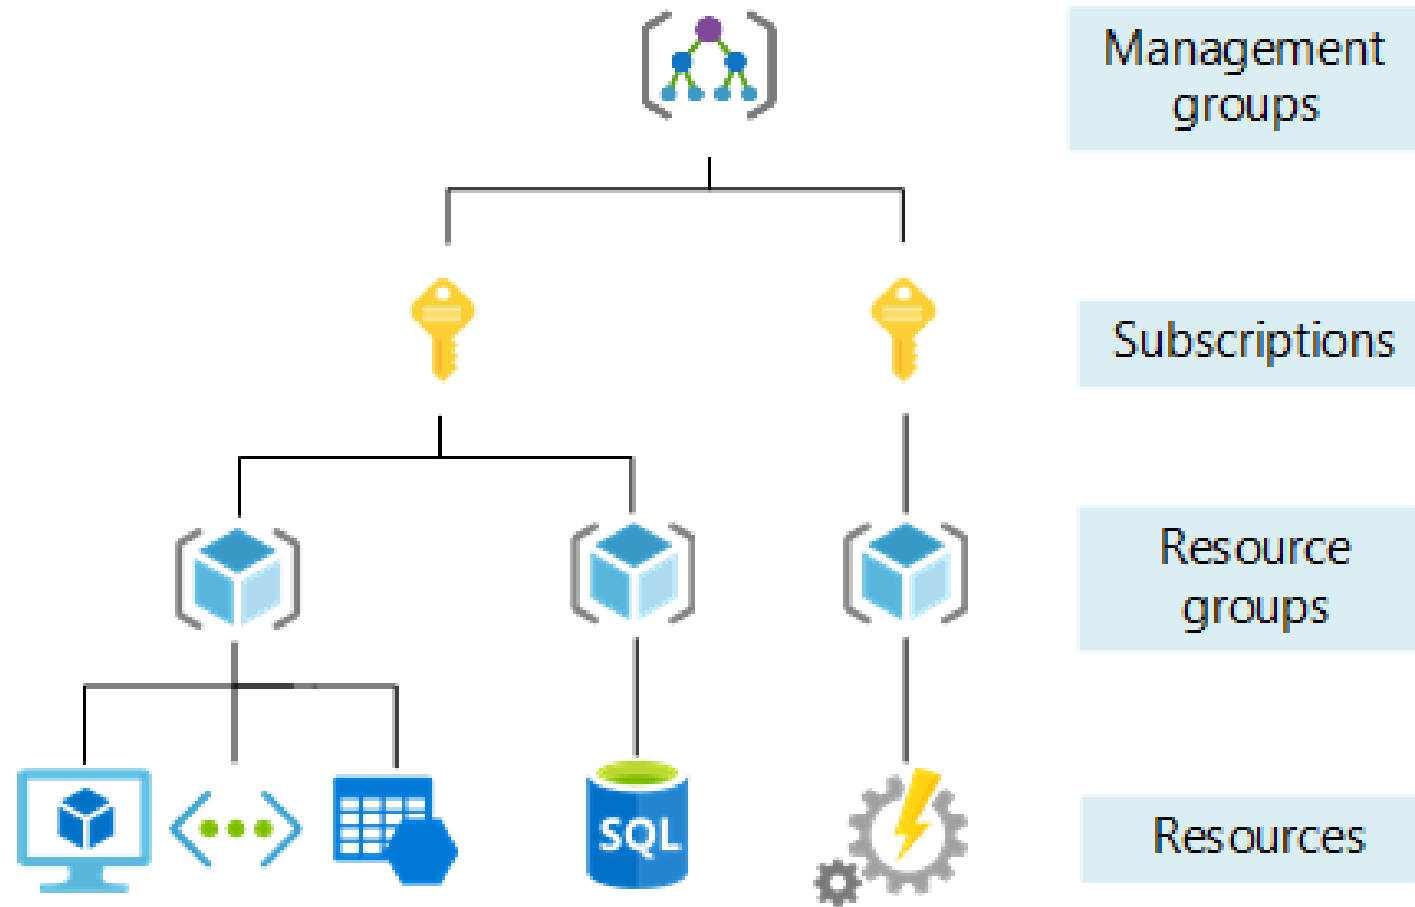 Management
groups
Subscriptions
Resource
groups
SQL
Resources